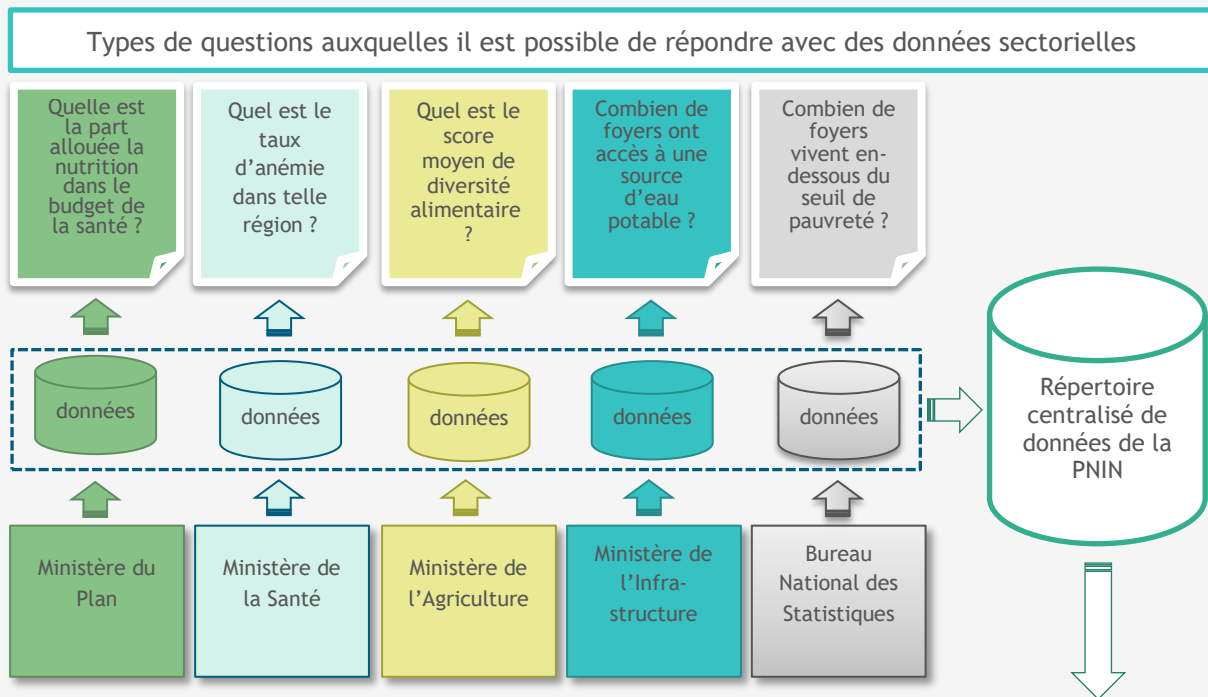 Types de questions auxquelles il est possible de répondre avec des données sectorielles
Quelle est
la part
allouée la
nutrition
dans le
budget de
la santé ?
Quel est le
taux
d'anémie
dans telle
région ?
Quel est le
score
moyen de
diversité
alimentaire
?
Combien de
foyers ont
accès à une
source
d'eau
potable ?
Combien de
foyers
vivent en-
dessous du
seuil de
pauvreté ?
données
données
données
données
données
Répertoire
centralisé de
données de la
PNIN
Ministère du
Plan
Ministère de
la Santé
Ministère de
l'Agriculture
Ministère de
l'Infra-
structure
Bureau
National des
Statistiques